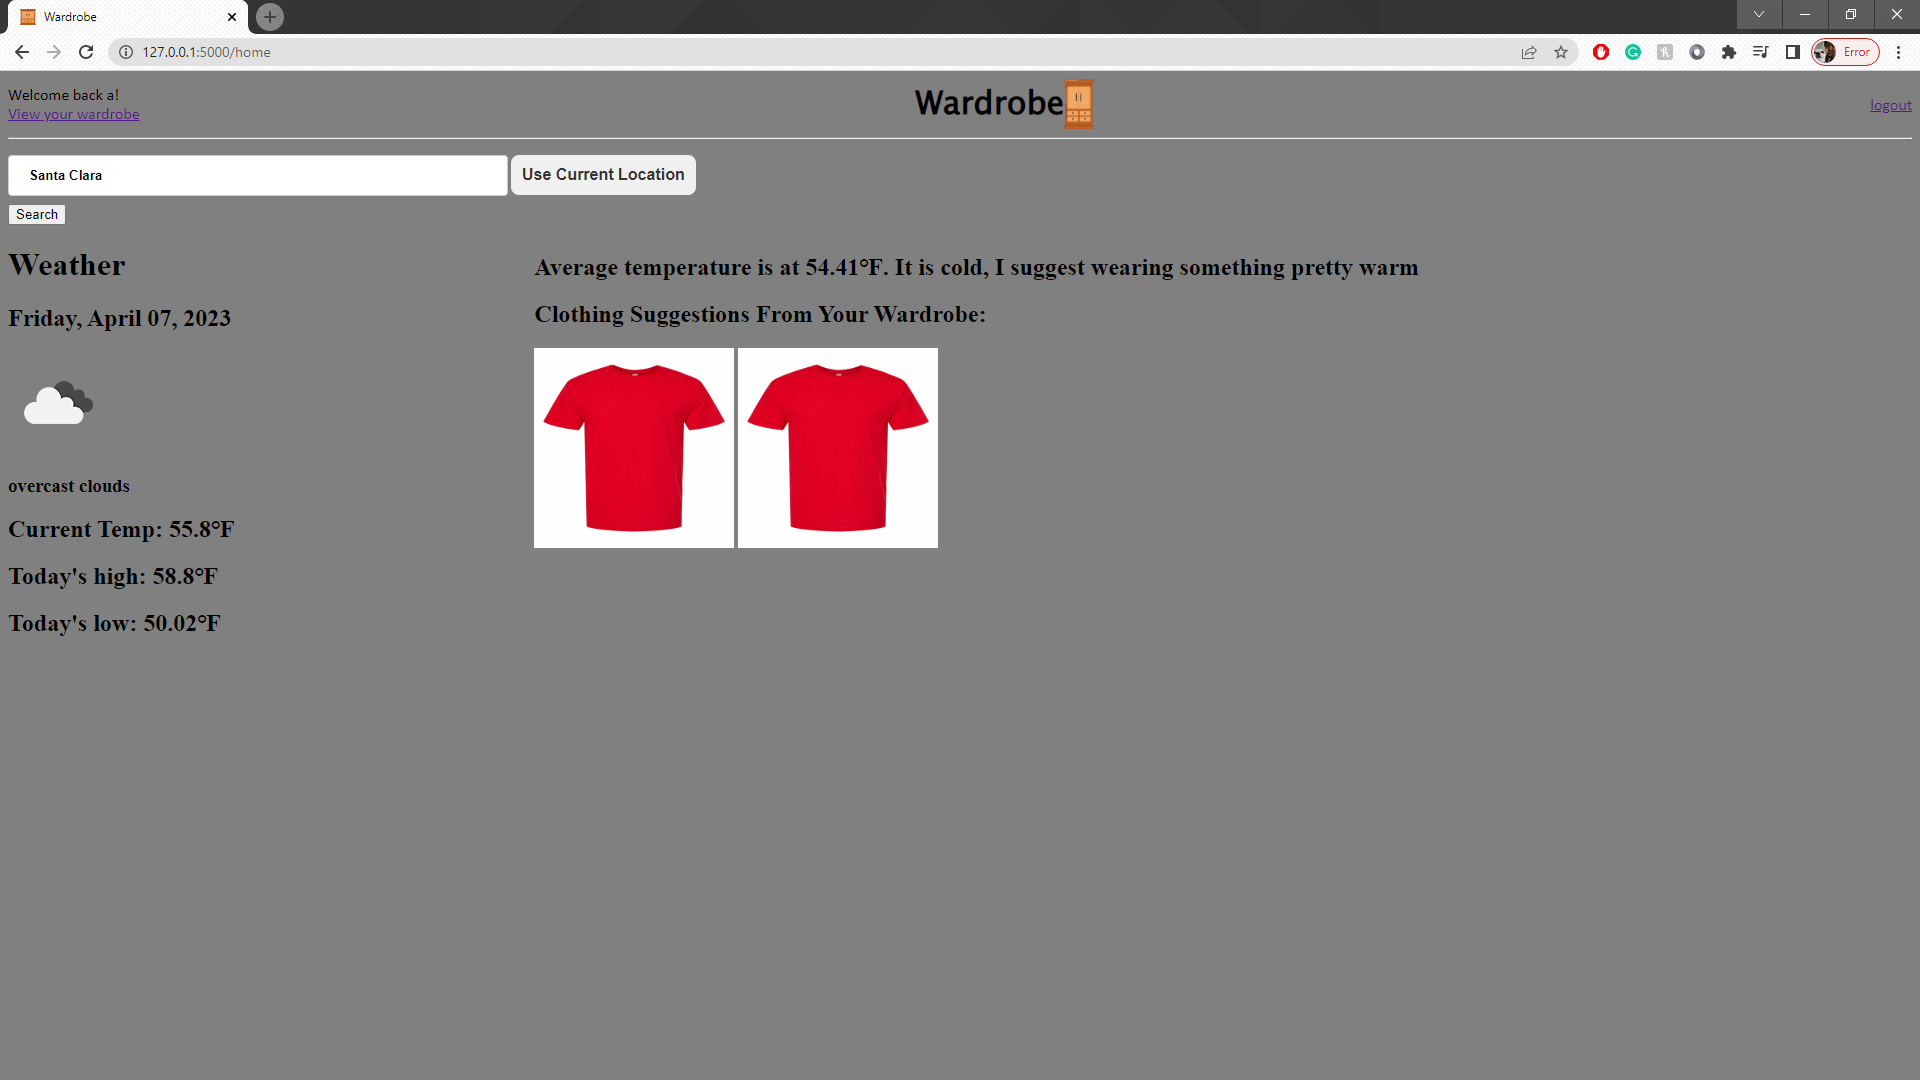 Wardrobe
127.0.0.1:5000/home
Error
Welcome back a!
View your wardrobe
Wardrobe
logout
Santa Clara
Use Current Location
Search
Weather
Friday, April 07, 2023
overcast clouds
Current Temp: 55.8°F
Today's high: 58.8°F
Today's low: 50.02°F
Average temperature is at 54.41°F. It is cold, I suggest wearing something pretty warm
Clothing Suggestions From Your Wardrobe: